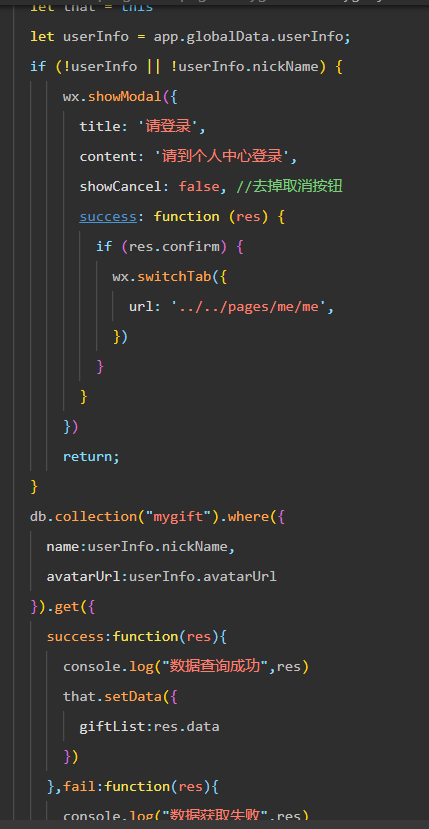 let that = this
let userInfo = app.globalData.userInfo;
if (!userInfo || !userInfo.nickName) {
wx.showModal({
title: '请登录',
content: '请到个人中心登录',
showCancel: false, //去掉取消按钮
success: function (res) {
if (res.confirm) {
wx.switchTab({
url: '../../pages/me/me',
})
}
}
})
return;
}
db.collection("mygift").where({
name:userInfo.nickName,
avatarUrl:userInfo.avatarUrl
}).get({
success:function(res){
console.log("数据查询成功",res)
that.setData({
giftList:res.data
})
},fail:function(res){
console.log("数据获取失败",res)